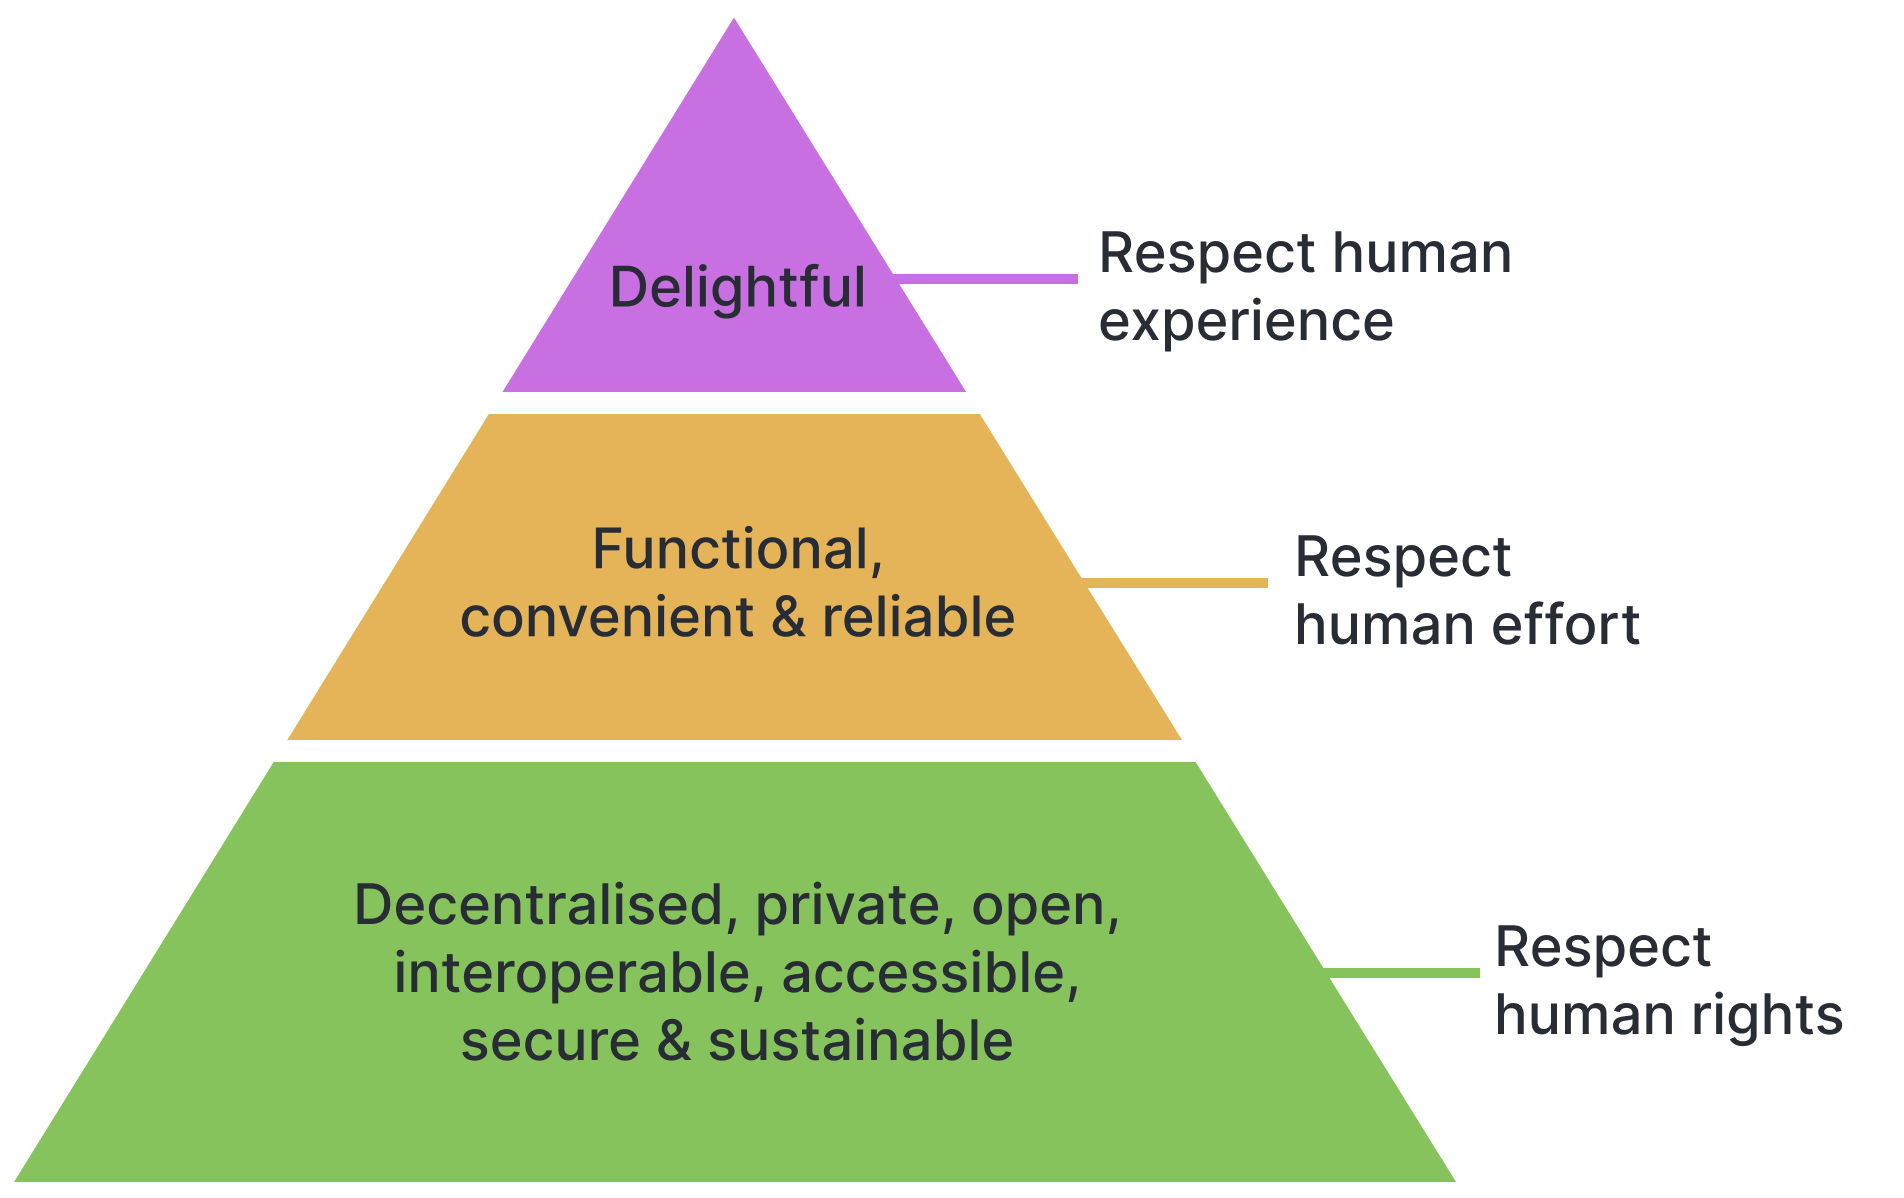 Delightful
Respect human
experience
Functional,
convenient & reliable
Respect
human effort
Decentralised, private, open,
interoperable, accessible,
secure & sustainable
Respect
human rights